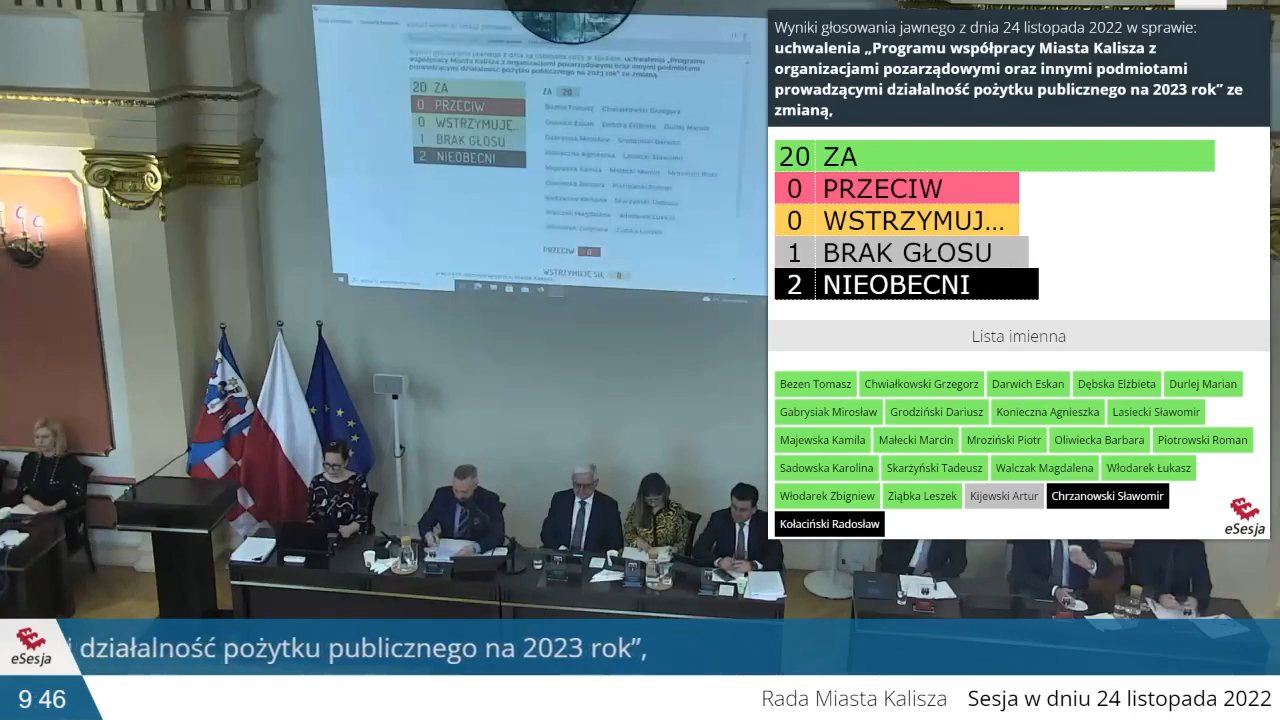 Wyniki głosowania jawnego z dnia 24 listopada 2022 w sprawie:
uchwalenia „Programu współpracy Miasta Kalisza z
organizacjami pozarządowymi oraz innymi podmiotami
prowadzącymi działalność pożytku publicznego na 2023 rok” ze
zmianą,
20 ZA
0 PRZECIW
0 WSTRZYMUJ...
1 BRAK GŁOSU
2 NIEOBECNI
Lista imienna
Bezen Tomasz Chwiałkowski Grzegorz Darwich Eskan Dębska Elżbieta Durlej Marian
Gabrysiak Mirosław Grodziński Dariusz Konieczna Agnieszka Lasiecki Sławomir
Majewska Kamila Małecki Marcin Mroziński Piotr Oliwiecka Barbara Piotrowski Roman
Sadowska Karolina Skarżyński Tadeusz Walczak Magdalena Włodarek Łukasz
Włodarek Zbigniew Ziąbka Leszek Kijewski Artur Chrzanowski Sławomir
Kołaciński Radosław
eSesja
20 ZA
0 PRZECIW
0 WSTRZYMUJĘ...
1 BRAK GŁOSU
2 NIEOBECNI
ZA 20
PRZECIW 0
WSTRZYMUJĘ SIĘ 0
eSesja
i działalność pożytku publicznego na 2023 rok”,
9 46
Rada Miasta Kalisza Sesja w dniu 24 listopada 2022